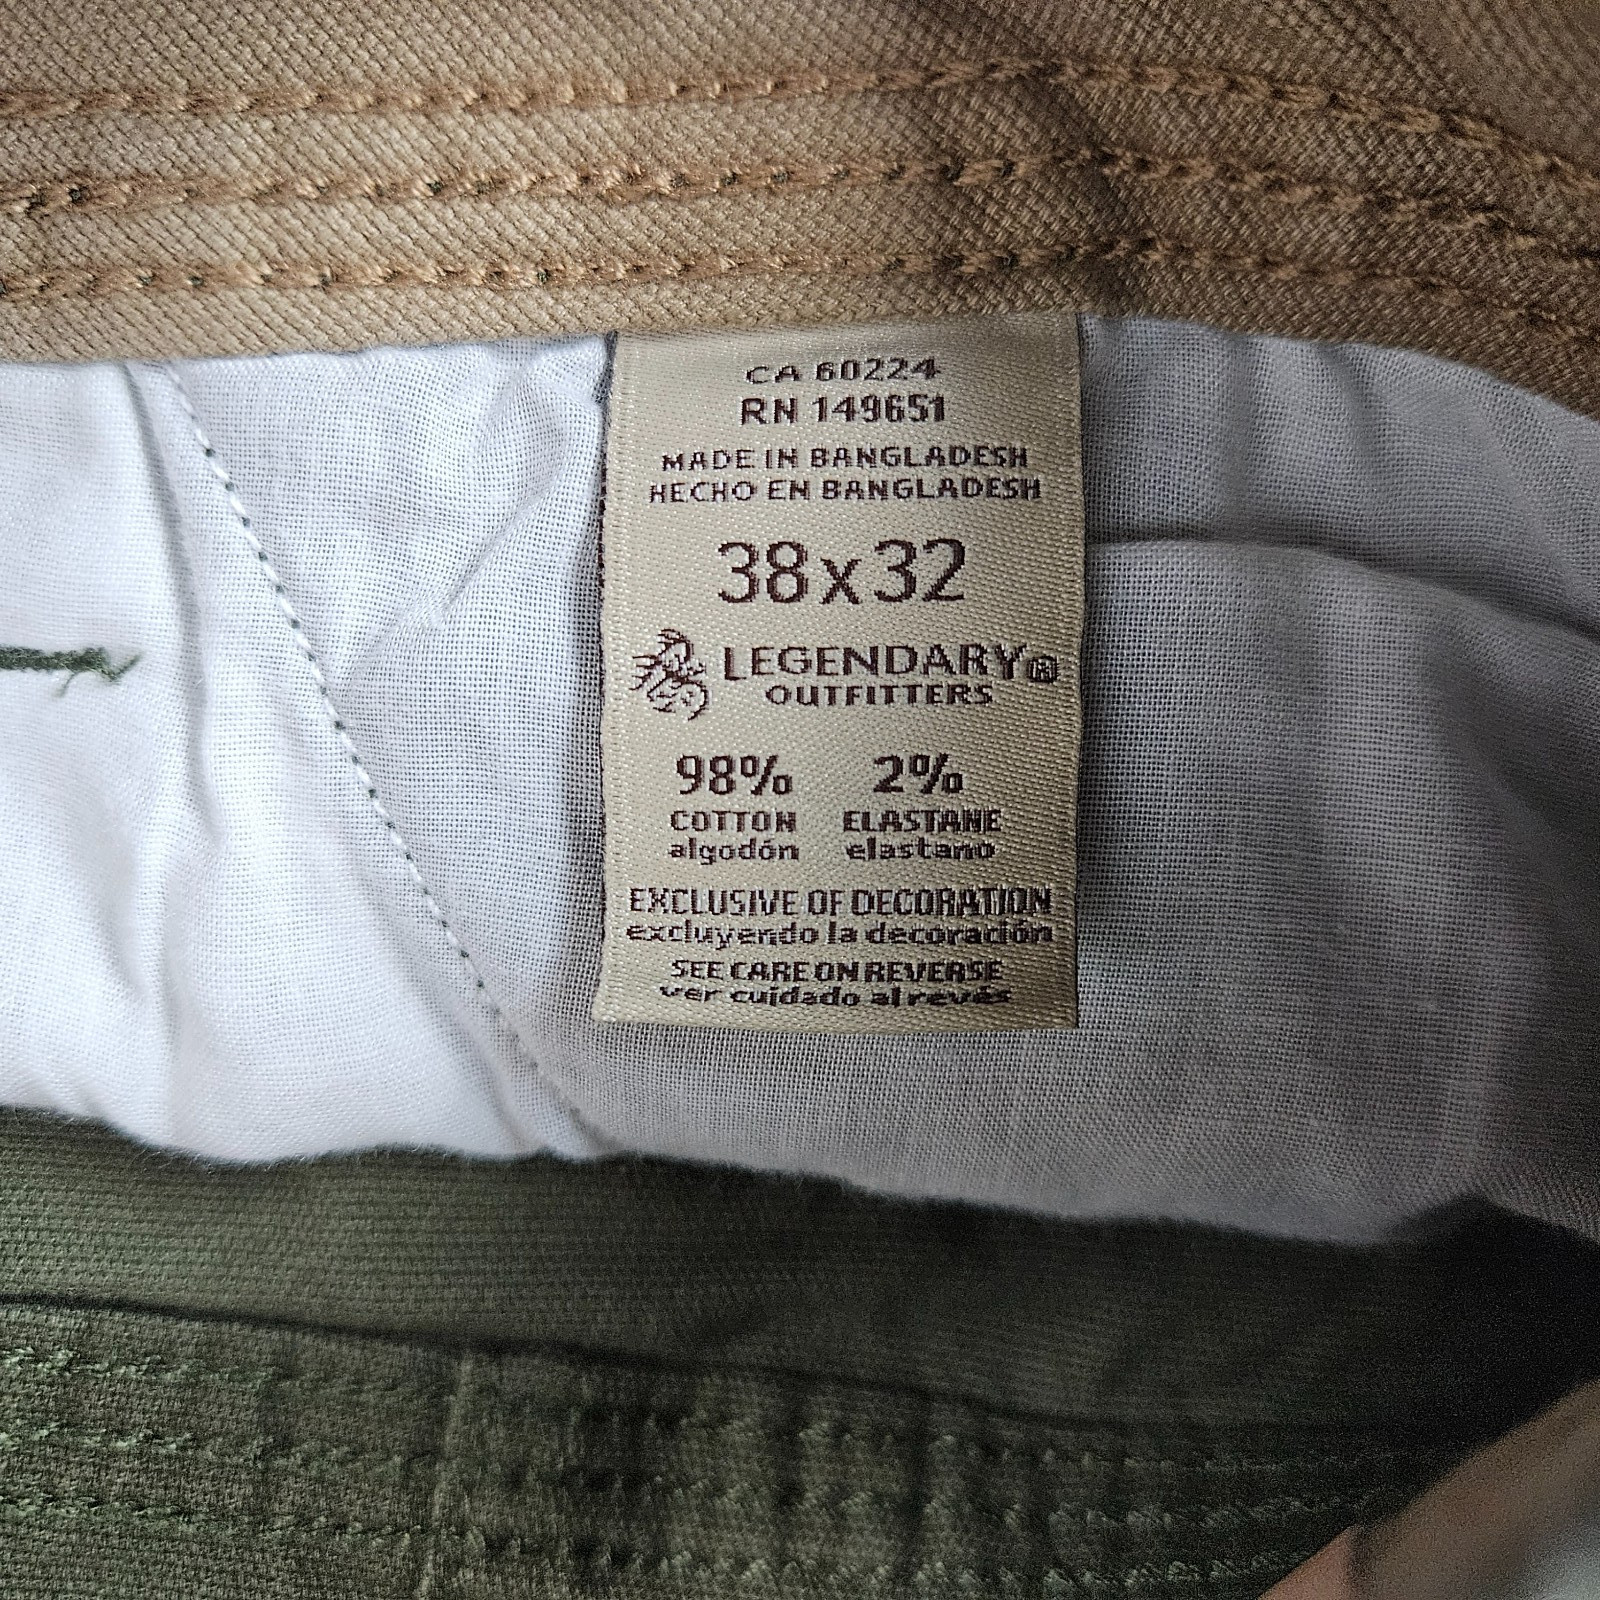 CA 60224
RN 149651
MADE IN BANGLADESH
HECHO EN BANGLADESH
38x32
LEGENDARY®
OUTFITTERS
98% 2%
COTTON ELASTANE
algodón elastano
EXCLUSIVE OF DECORATION
excluyendo la decoración
SEE CARE ON REVERSE
ver cuidado al revés